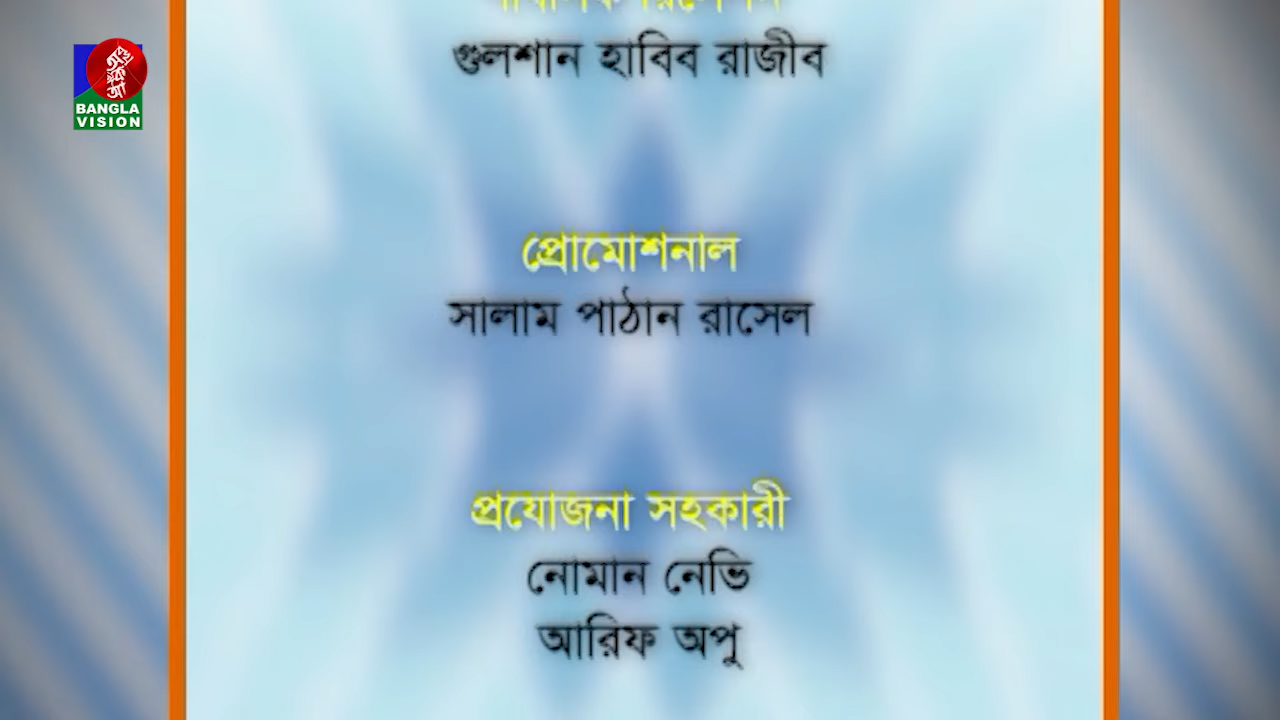 গুলশান হাবিব রাজীব
BANGLA
VISION
প্রোমোশনাল
সালাম পাঠান রাসেল
প্রযোজনা সহকারী
নোমান নেভি
আরিফ অপু